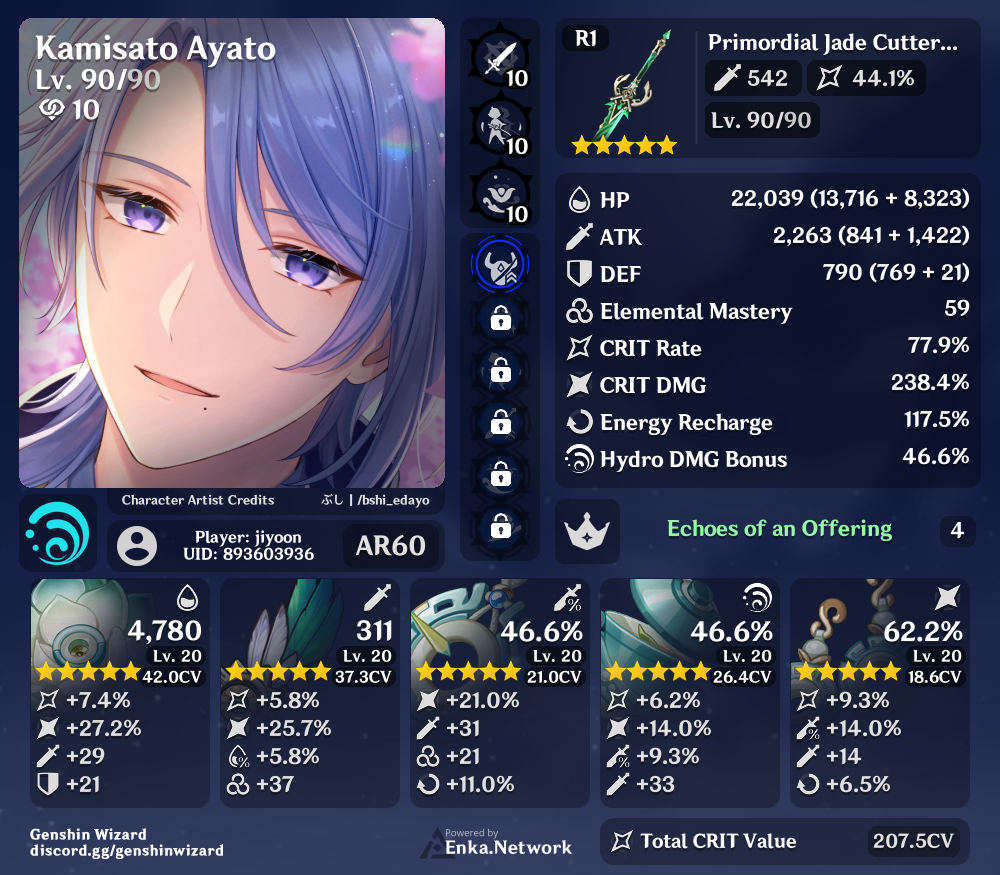 Kamisato Ayato
Lv. 90/90
10
10
10
10
R1
Primordial Jade Cutter...
542
44.1%
Lv. 90/90
HP
22,039 (13,716 + 8,323)
ATK
2,263 (841 + 1,422)
DEF
790 (769 + 21)
Elemental Mastery
59
CRIT Rate
77.9%
CRIT DMG
238.4%
Energy Recharge
117.5%
Hydro DMG Bonus
46.6%
Character Artist Credits
ぶし | /bshi_edayo
Player: jiyoon
UID: 893603936
AR60
Echoes of an Offering
4
4,780
Lv. 20
42.0CV
+7.4%
+27.2%
+29
+21
311
Lv. 20
37.3CV
+5.8%
+25.7%
+5.8%
+37
46.6%
Lv. 20
21.0CV
+21.0%
+31
+21
+11.0%
46.6%
Lv. 20
26.4CV
+6.2%
+14.0%
+9.3%
+33
62.2%
Lv. 20
18.6CV
+9.3%
+14.0%
+14
+6.5%
Genshin Wizard
discord.gg/genshinwizard
Powered by
Enka.Network
Total CRIT Value
207.5CV